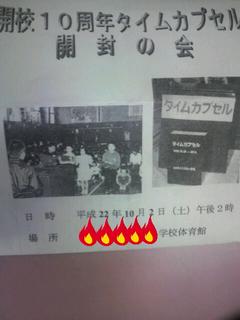 開校１０周年タイムカプセル
開封の会
タイムカプセル
タイムカプセル
日時 平成22年10月2日（土）午後2時
場所 学校体育館